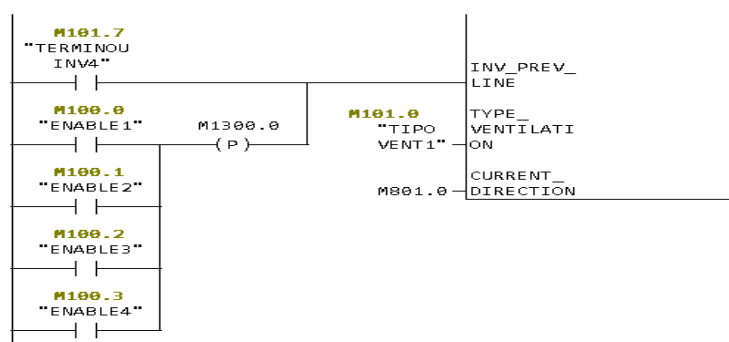 M101.7
"TERMINOU
INV4"
M100.0
"ENABLE1"
M100.1
"ENABLE2"
M100.2
"ENABLE3"
M100.3
"ENABLE4"
M1300.0
(P)
INV_PREV_
LINE
M101.0
"TIPO
VENT1"
TYPE_
VENTILATI
ON
M801.0
CURRENT_
DIRECTION